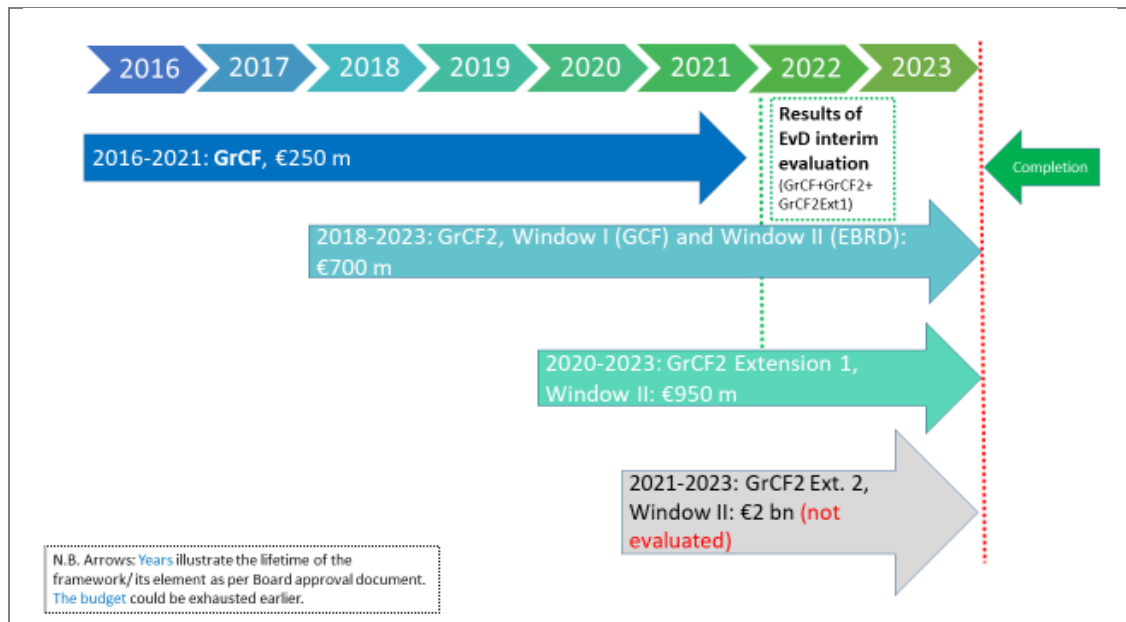 2016 2017 2018 2019 2020 2021 2022 2023
2016-2021: GrCF, €250 m
Results of
EvD interim
evaluation
(GrCF+GrCF2+
GrCF2Ext1)
Completion
2018-2023: GrCF2, Window I (GCF) and Window II (EBRD):
€700 m
2020-2023: GrCF2 Extension 1,
Window II: €950 m
2021-2023: GrCF2 Ext. 2,
Window II: €2 bn (not
evaluated)
N.B. Arrows: Years illustrate the lifetime of the
framework/ its element as per Board approval document.
The budget could be exhausted earlier.